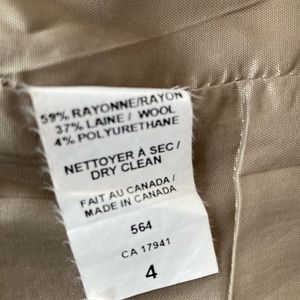 59% RAYONNE/RAYON
37% LAINE / WOOL
4% POLYURETHANE
NETTOYER À SEC /
DRY CLEAN
FAIT AU CANADA /
MADE IN CANADA
564
CA 17941
4